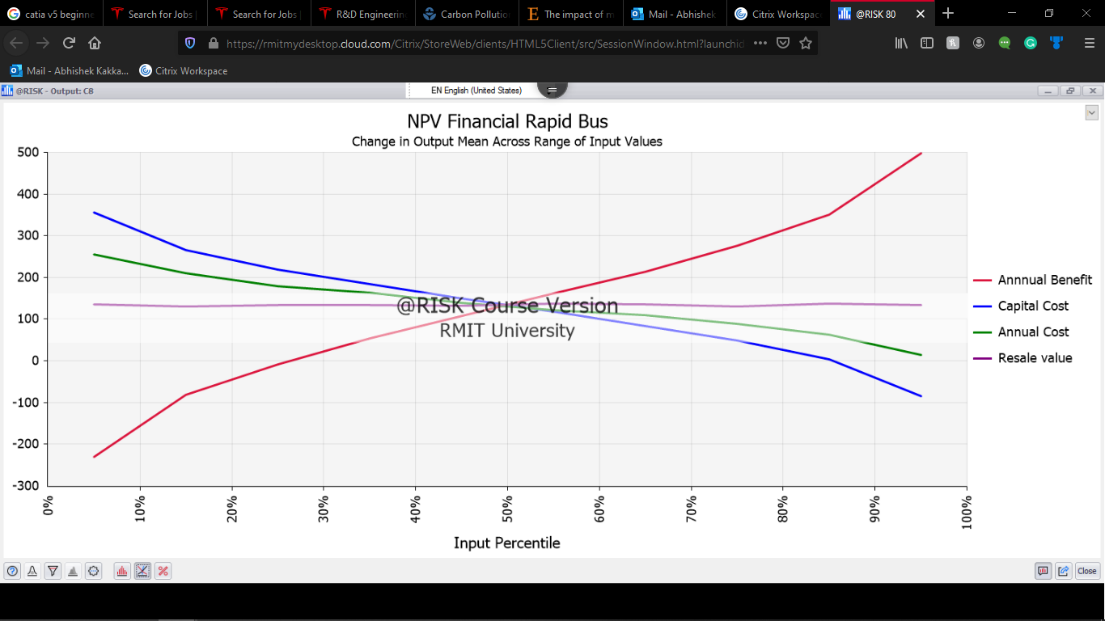 catia v5 beginne
Search for Jobs
Search for Jobs
R&D Engineerin
Carbon Pollutio
The impact of m
Mail - Abhishek
Citrix Workspac
@RISK 80
https://rmitmydesktop.cloud.com/Citrix/StoreWeb/clients/HTML5Client/src/SessionWindow.html?launchid
Mail - Abhishek Kakka...
Citrix Workspace
@RISK - Output: C8
EN English (United States)
NPV Financial Rapid Bus
Change in Output Mean Across Range of Input Values
500
400
300
200
100
0
-100
-200
-300
@RISK Course Version
RMIT University
Annnual Benefit
Capital Cost
Annual Cost
Resale value
0%
10%
20%
30%
40%
50%
60%
70%
80%
90%
100%
Input Percentile
Close